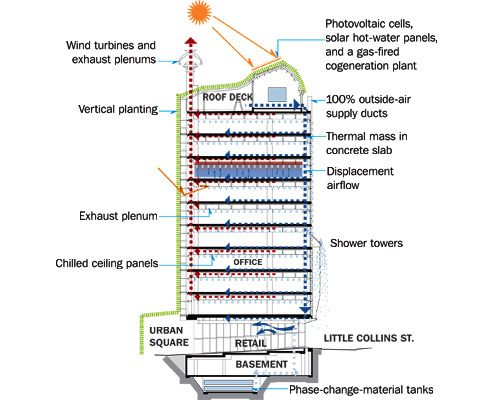 Photovoltaic cells,
solar hot-water panels,
and a gas-fired
cogeneration plant
Wind turbines and
exhaust plenums
ROOF DECK
100% outside-air
supply ducts
Vertical planting
Thermal mass in
concrete slab
Displacement
airflow
Exhaust plenum
Shower towers
Chilled ceiling panels
OFFICE
URBAN
SQUARE
RETAIL
LITTLE COLLINS ST.
BASEMENT
Phase-change-material tanks